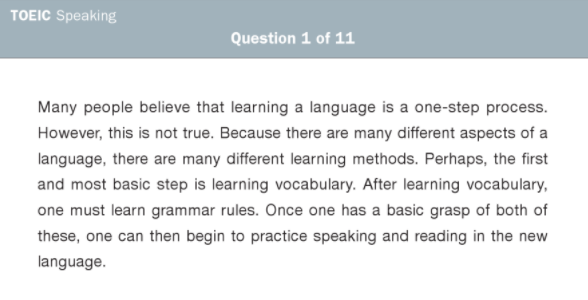 TOEIC Speaking
Question 1 of 11
Many people believe that learning a language is a one-step process.
However, this is not true. Because there are many different aspects of a
language, there are many different learning methods. Perhaps, the first
and most basic step is learning vocabulary. After learning vocabulary,
one must learn grammar rules. Once one has a basic grasp of both of
these, one can then begin to practice speaking and reading in the new
language.